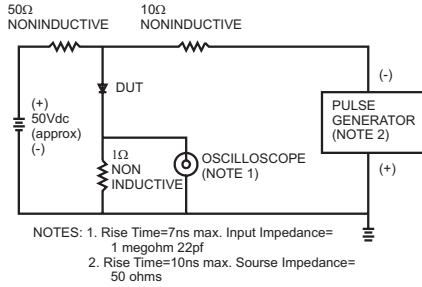 50Ω
NONINDUCTIVE
10Ω
NONINDUCTIVE
(+)
50Vdc
(approx)
(-)
DUT
1Ω
NON
INDUCTIVE
OSCILLOSCOPE
(NOTE 1)
(-)
PULSE
GENERATOR
(NOTE 2)
(+)
NOTES: 1. Rise Time=7ns max. Input Impedance=
1 megohm 22pf
2. Rise Time=10ns max. Sourse Impedance=
50 ohms